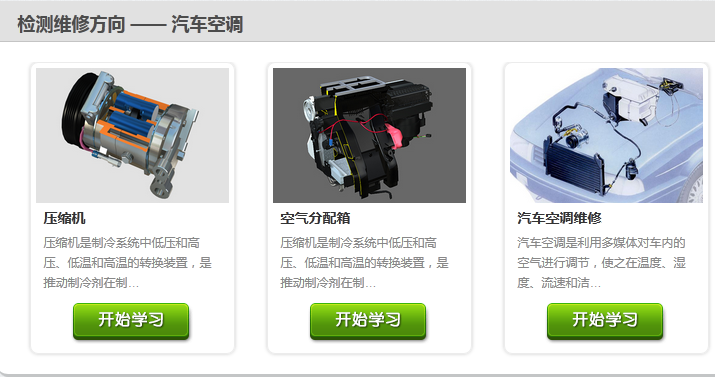 检测维修方向 —— 汽车空调
压缩机
压缩机是制冷系统中低压和高
压、低温和高温的转换装置，是
推动制冷剂在制...
开始学习
空气分配箱
压缩机是制冷系统中低压和高
压、低温和高温的转换装置，是
推动制冷剂在制...
开始学习
汽车空调维修
汽车空调是利用多媒体对车内的
空气进行调节，使之在温度、湿
度、流速和洁...
开始学习